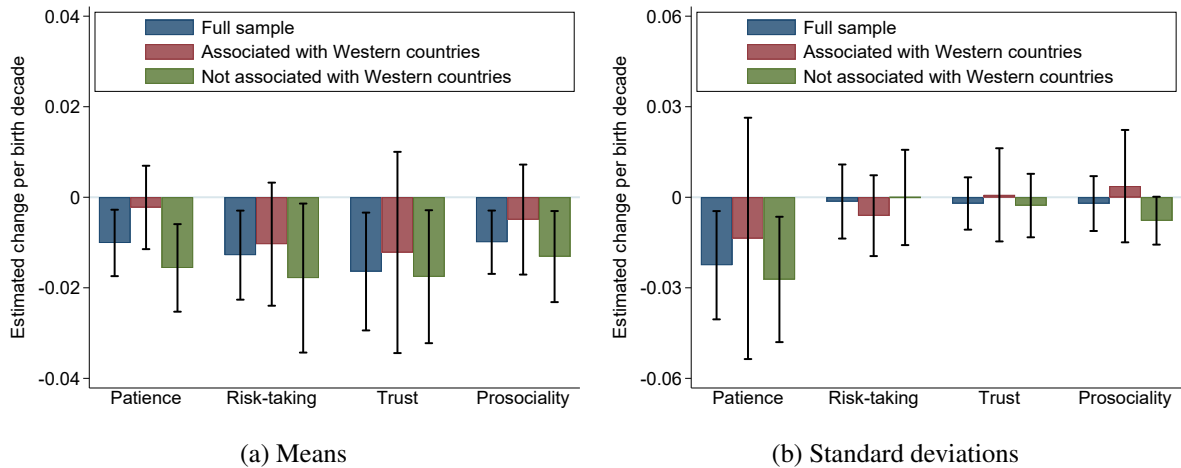 Estimated change per birth decade
0.04
0.02
0
-0.02
-0.04
Full sample
Associated with Western countries
Not associated with Western countries
Patience Risk-taking Trust Prosociality
(a) Means
Estimated change per birth decade
0.06
0.03
0
-0.03
-0.06
Full sample
Associated with Western countries
Not associated with Western countries
Patience Risk-taking Trust Prosociality
(b) Standard deviations